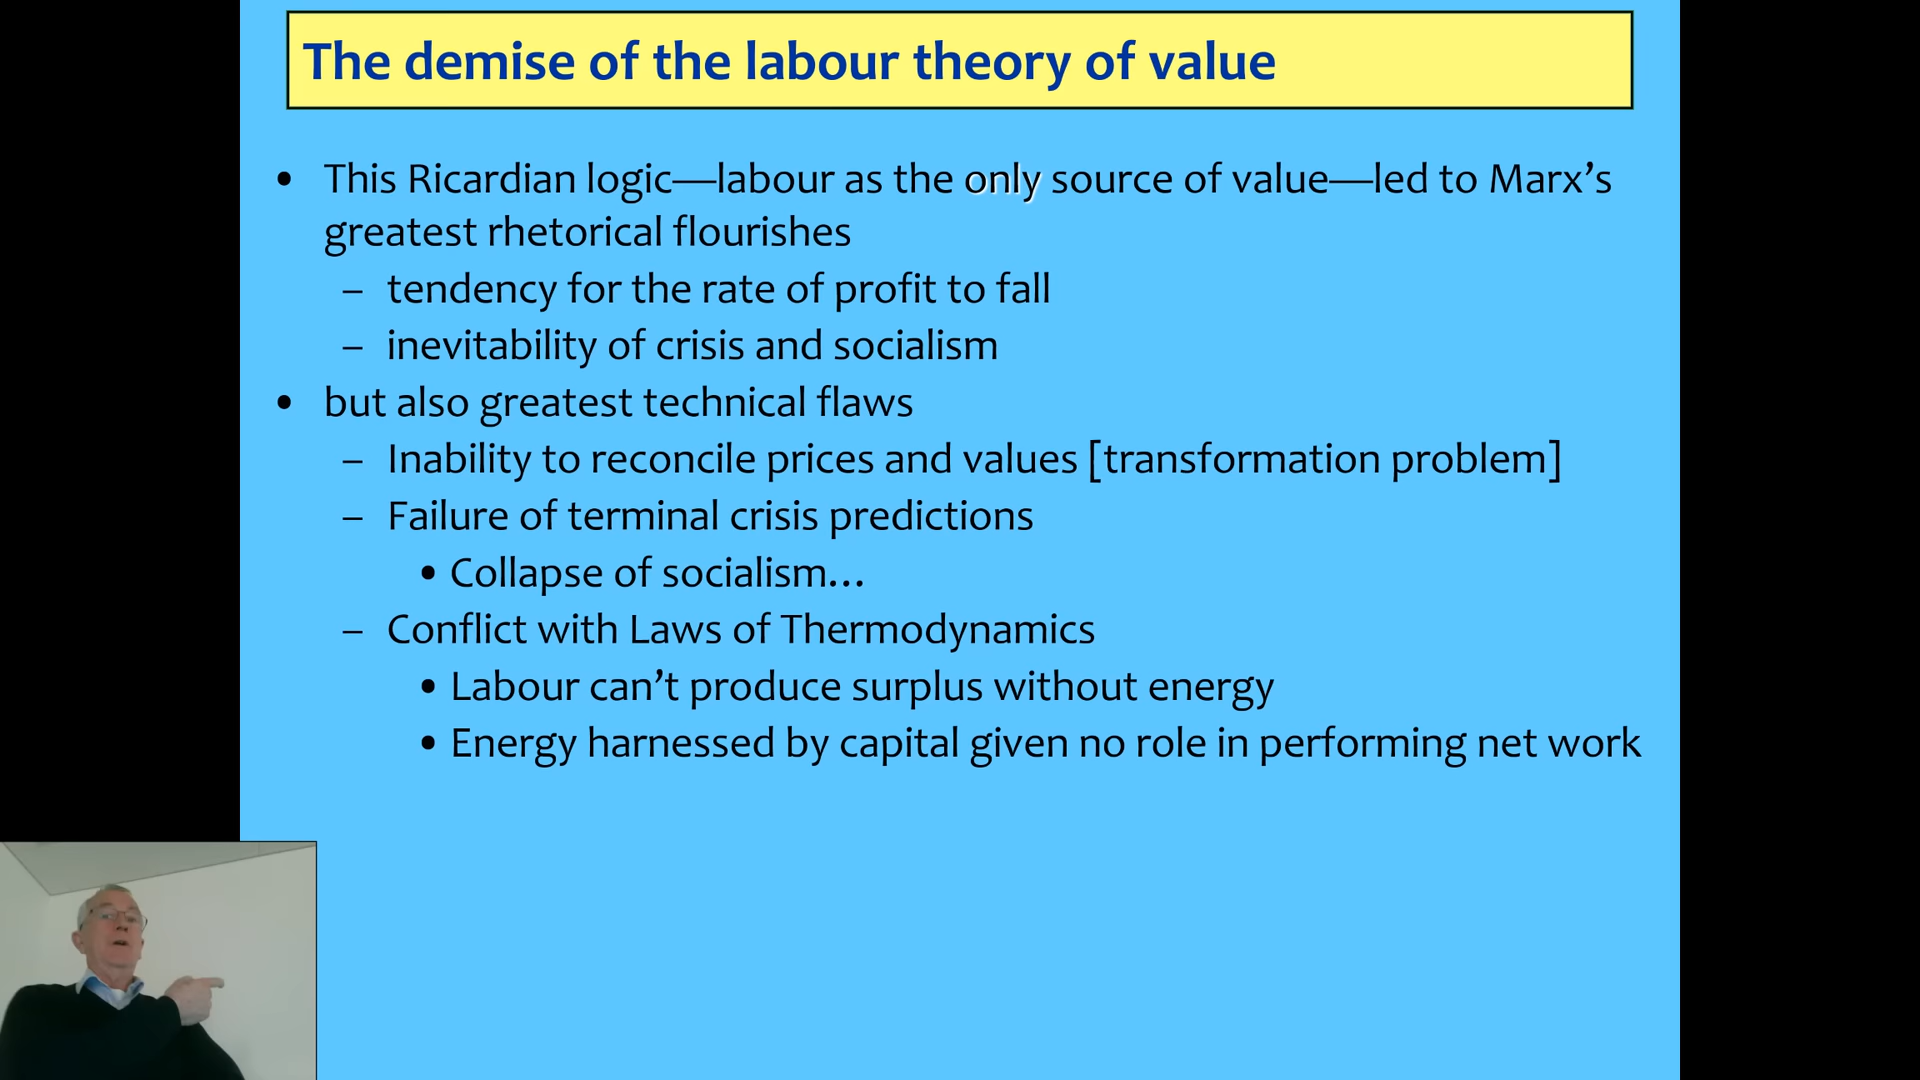 The demise of the labour theory of value
• This Ricardian logic—labour as the only source of value—led to Marx’s
greatest rhetorical flourishes
– tendency for the rate of profit to fall
– inevitability of crisis and socialism
• but also greatest technical flaws
– Inability to reconcile prices and values [transformation problem]
– Failure of terminal crisis predictions
• Collapse of socialism…
– Conflict with Laws of Thermodynamics
• Labour can’t produce surplus without energy
• Energy harnessed by capital given no role in performing net work